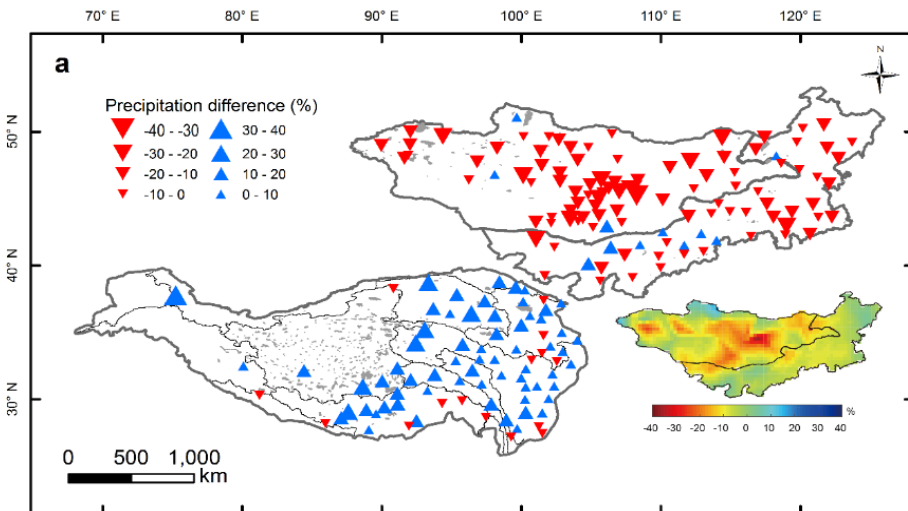 70° E 80° E 90° E 100° E 110° E 120° E
a
N
Precipitation difference (%)
-40 - -30 30 - 40
-30 - -20 20 - 30
-20 - -10 10 - 20
-10 - 0 0 - 10
50° N
40° N
30° N
%
-40 -30 -20 -10 0 10 20 30 40
0 500 1,000
km